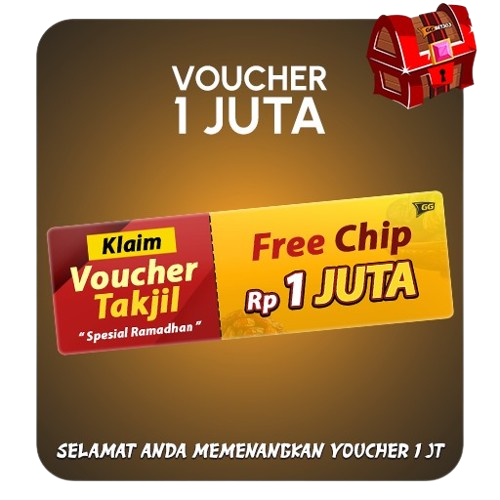 VOUCHER
1 JUTA
Klaim
Voucher
Takjil
“ Spesial Ramadhan ”
GG
Free Chip
Rp 1 JUTA
SELAMAT ANDA MEMENANGKAN VOUCHER 1 JT